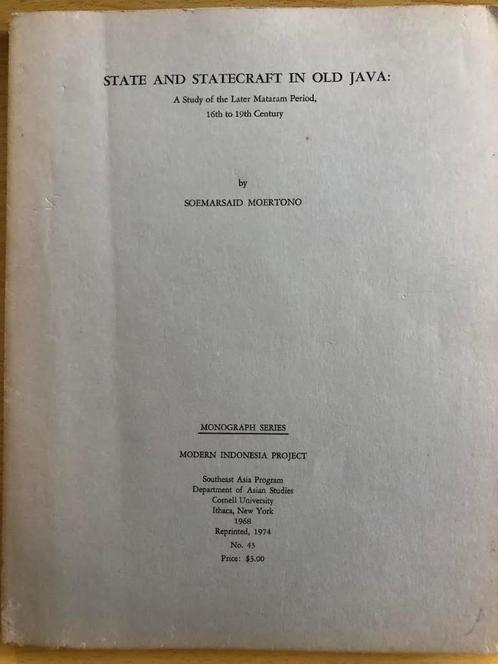 STATE AND STATECRAFT IN OLD JAVA:
A Study of the Later Mataram Period,
16th to 19th Century
by
SOEMARSAID MOERTONO
MONOGRAPH SERIES
MODERN INDONESIA PROJECT
Southeast Asia Program
Department of Asian Studies
Cornell University
Ithaca, New York
1968
Reprinted, 1974
No. 43
Price: $3.00